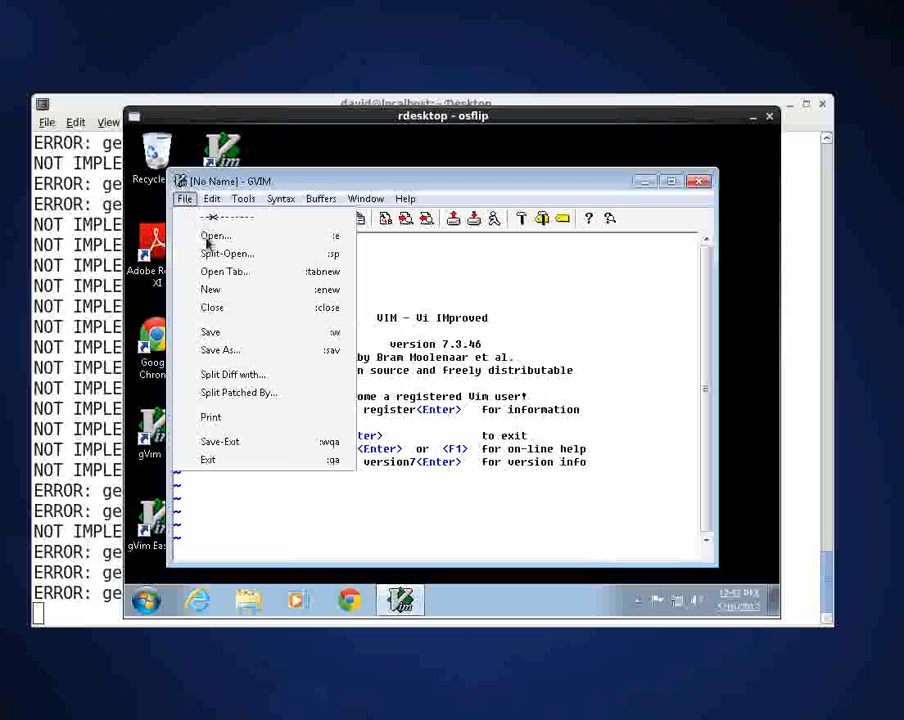 david@localhost:~/Desktop
rdesktop - osflip
File Edit View
ERROR: ge
NOT IMPLE
ERROR: ge
ERROR: ge
NOT IMPLE
NOT IMPLE
NOT IMPLE
NOT IMPLE
NOT IMPLE
NOT IMPLE
NOT IMPLE
NOT IMPLE
NOT IMPLE
NOT IMPLE
NOT IMPLE
NOT IMPLE
NOT IMPLE
ERROR: ge
ERROR: ge
NOT IMPLE
ERROR: ge
ERROR: ge
ERROR: ge
Vim
Recycle
Adobe Re
XI
Goog
Chron
gVim
gVim Eas
[No Name] - GVIM
File Edit Tools Syntax Buffers Window Help
Open... :e
Split-Open... :sp
Open Tab... :tabnew
New :enew
Close :close
Save :w
Save As... :sav
Split Diff with...
Split Patched By...
Print
Save-Exit :wqa
Exit :qa
VIM - Vi IMproved
version 7.3.46
by Bram Moolenaar et al.
n source and freely distributable
ome a registered Vim user!
register<Enter> for information
ter> to exit
<Enter> or <F1> for on-line help
version7<Enter> for version info
~
~
~
~
~
~